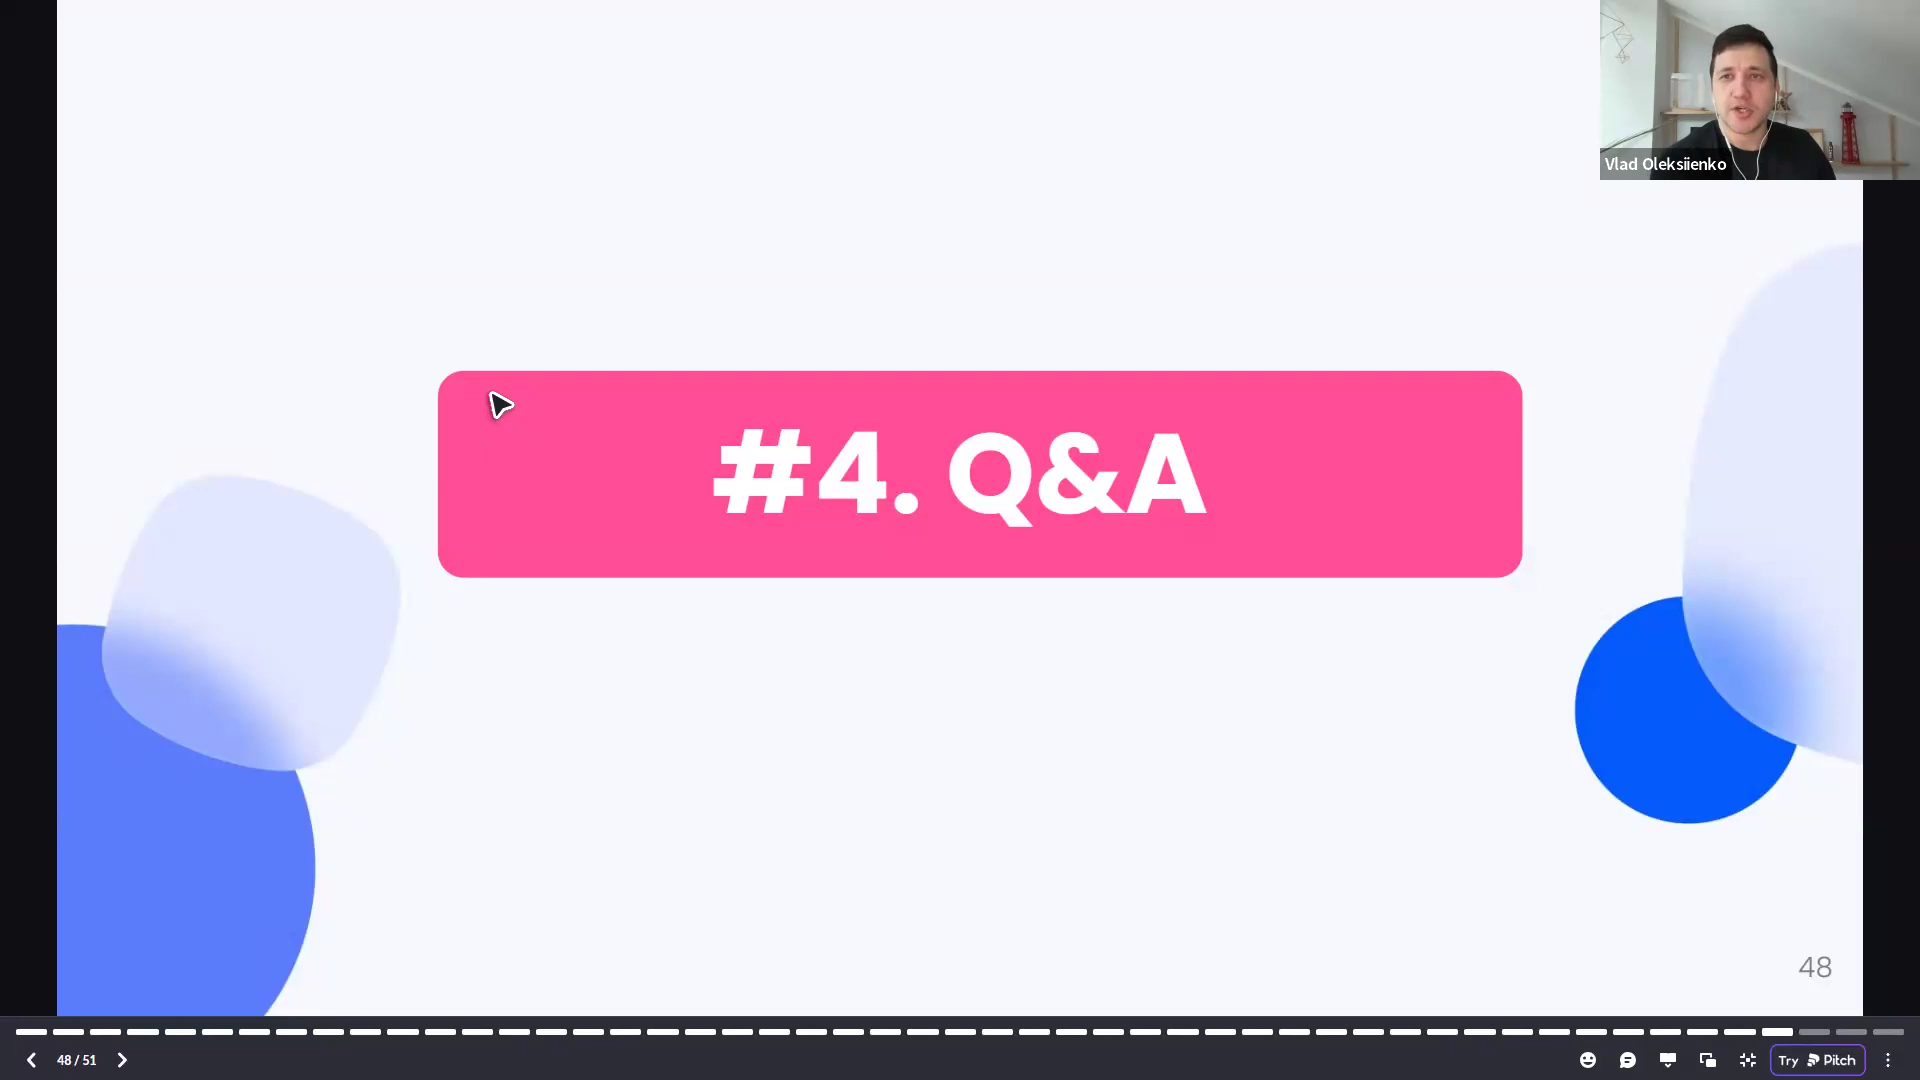 Vlad Oleksiienko
#4. Q&A
48
48 / 51
Try Pitch